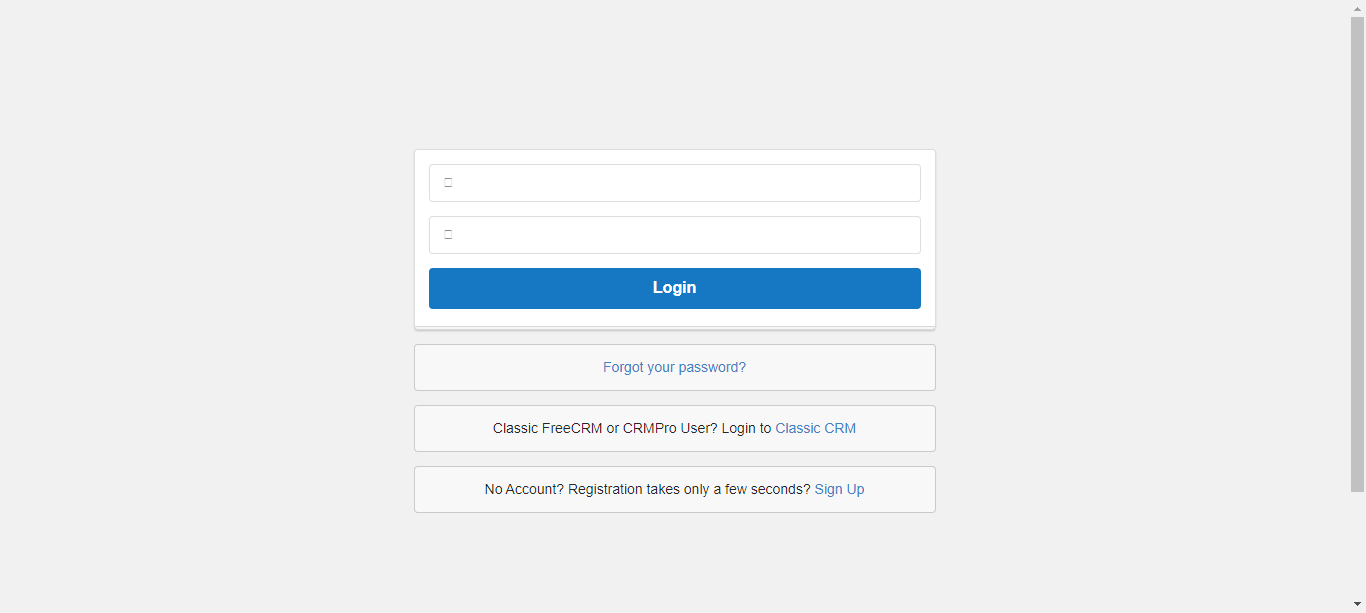 Login
Forgot your password?
Classic FreeCRM or CRMPro User? Login to Classic CRM
No Account? Registration takes only a few seconds? Sign Up